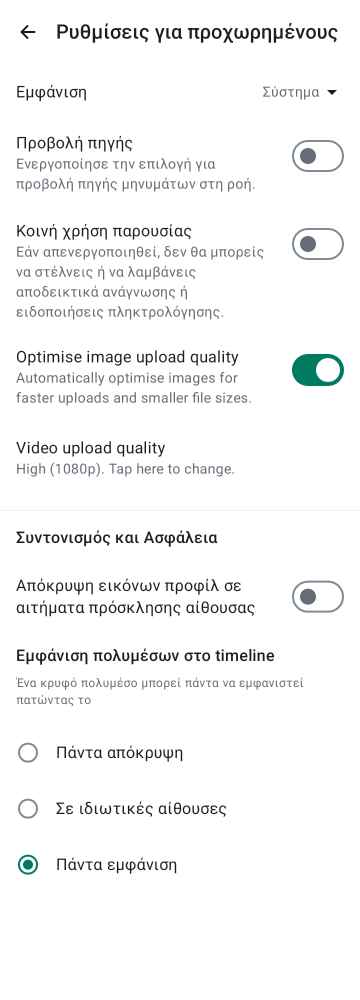 Ρυθμίσεις για προχωρημένους
Εμφάνιση
Σύστημα
Προβολή πηγής
Ενεργοποίησε την επιλογή για
προβολή πηγής μηνυμάτων στη ροή.
Κοινή χρήση παρουσίας
Εάν απενεργοποιηθεί, δεν θα μπορείς
να στέλνεις ή να λαμβάνεις
αποδεικτικά ανάγνωσης ή
ειδοποιήσεις πληκτρολόγησης.
Optimise image upload quality
Automatically optimise images for
faster uploads and smaller file sizes.
Video upload quality
High (1080p). Tap here to change.
Συντονισμός και Ασφάλεια
Απόκρυψη εικόνων προφίλ σε
αιτήματα πρόσκλησης αίθουσας
Εμφάνιση πολυμέσων στο timeline
Ένα κρυφό πολυμέσο μπορεί πάντα να εμφανιστεί
πατώντας το
Πάντα απόκρυψη
Σε ιδιωτικές αίθουσες
Πάντα εμφάνιση